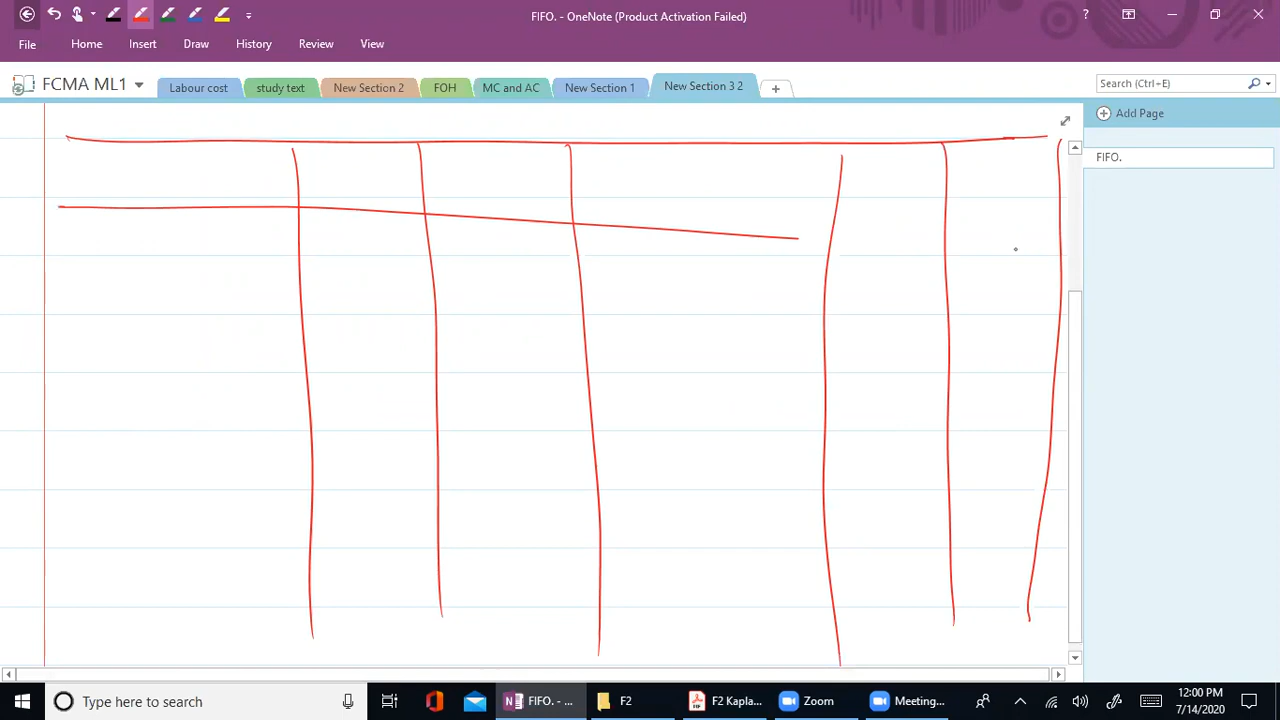 FIFO. - OneNote (Product Activation Failed)
?
File Home Insert Draw History Review View
FCMA ML1
Labour cost study text New Section 2 FOH MC and AC New Section 1 New Section 3 2 +
Search (Ctrl+E)
Add Page
FIFO.
Type here to search
N FIFO. - ...
F2
F2 Kapla...
Zoom
Meeting...
12:00 PM
7/14/2020